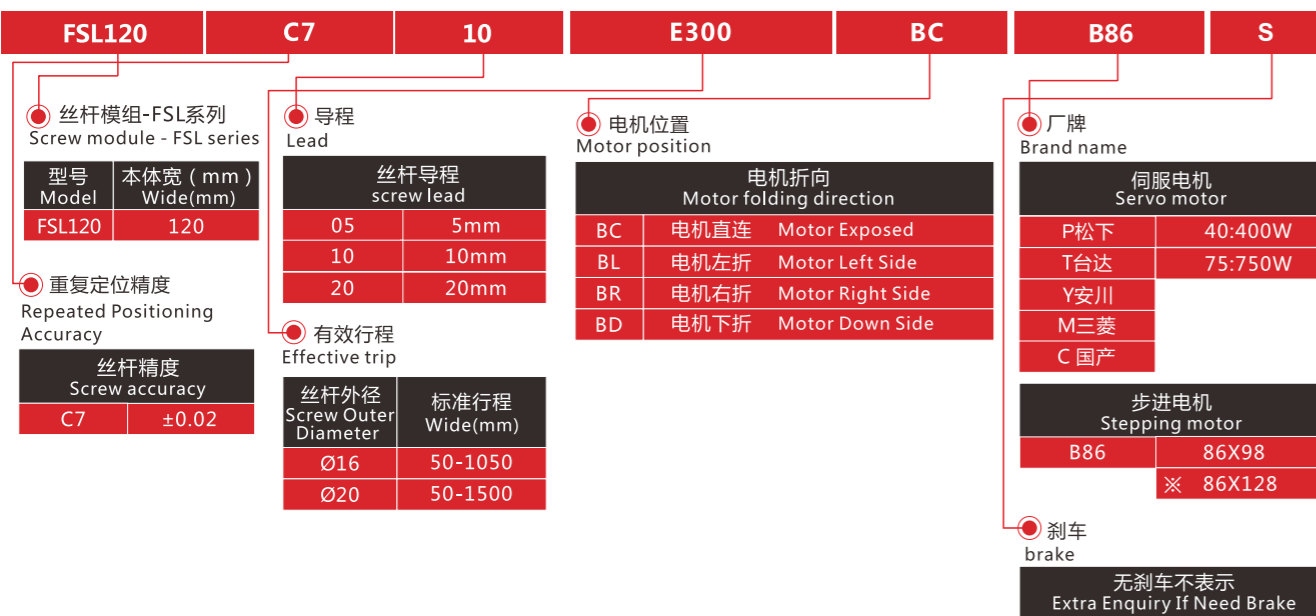 FSL120 C7 10 E300 BC B86 S
丝杆模组-FSL系列
Screw module - FSL series
型号 本体宽（mm）
Model Wide(mm)
FSL120 120
重复定位精度
Repeated Positioning
Accuracy
丝杆精度
Screw accuracy
C7 ±0.02
导程
Lead
丝杆导程
screw lead
05 5mm
10 10mm
20 20mm
有效行程
Effective trip
丝杆外径 标准行程
Screw Outer Wide(mm)
Diameter
Ø16 50-1050
Ø20 50-1500
电机位置
Motor position
电机折向
Motor folding direction
BC 电机直连 Motor Exposed
BL 电机左折 Motor Left Side
BR 电机右折 Motor Right Side
BD 电机下折 Motor Down Side
厂牌
Brand name
伺服电机
Servo motor
P松下 40:400W
T台达 75:750W
Y安川
M三菱
C 国产
步进电机
Stepping motor
B86 86X98
※ 86X128
刹车
brake
无刹车不表示
Extra Enquiry If Need Brake